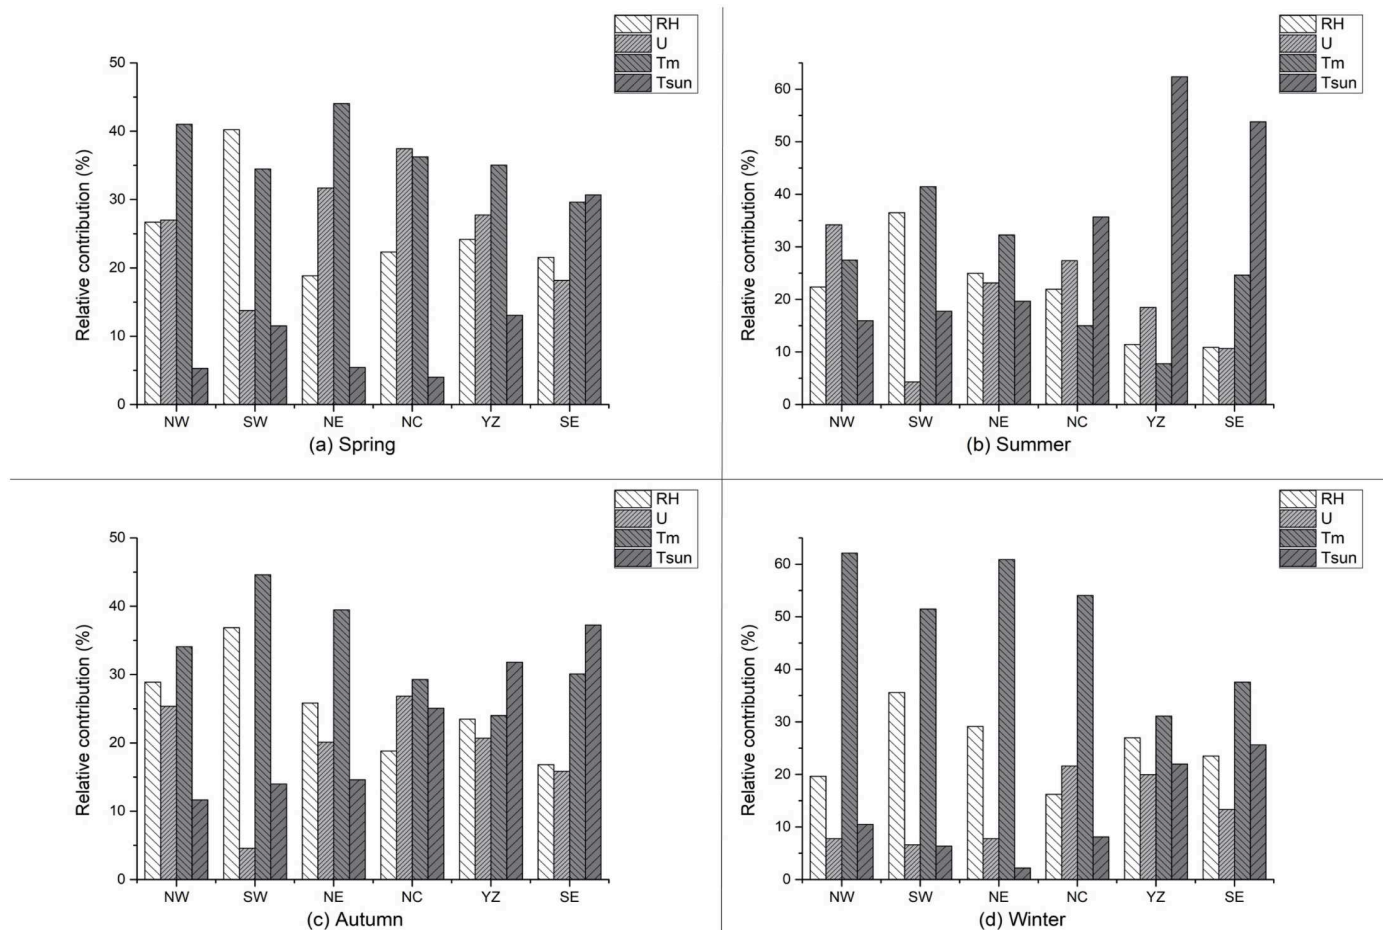 RH
U
Tm
Tsun
50
40
30
20
10
0
Relative contribution (%)
NW SW NE NC YZ SE
(a) Spring
RH
U
Tm
Tsun
60
50
40
30
20
10
0
Relative contribution (%)
NW SW NE NC YZ SE
(b) Summer
RH
U
Tm
Tsun
50
40
30
20
10
0
Relative contribution (%)
NW SW NE NC YZ SE
(c) Autumn
RH
U
Tm
Tsun
60
50
40
30
20
10
0
Relative contribution (%)
NW SW NE NC YZ SE
(d) Winter